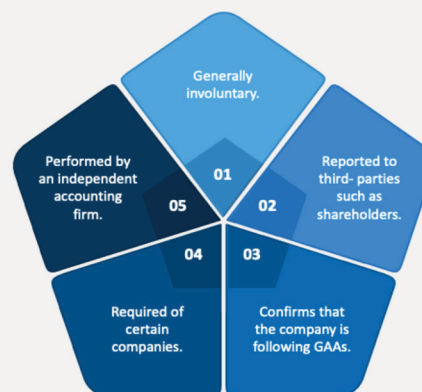 Generally
involuntary.
01
Reported to
third- parties
such as
shareholders.
02
Confirms that
the company is
following GAAs.
03
Required of
certain
companies.
04
Performed by
an independent
accounting
firm.
05